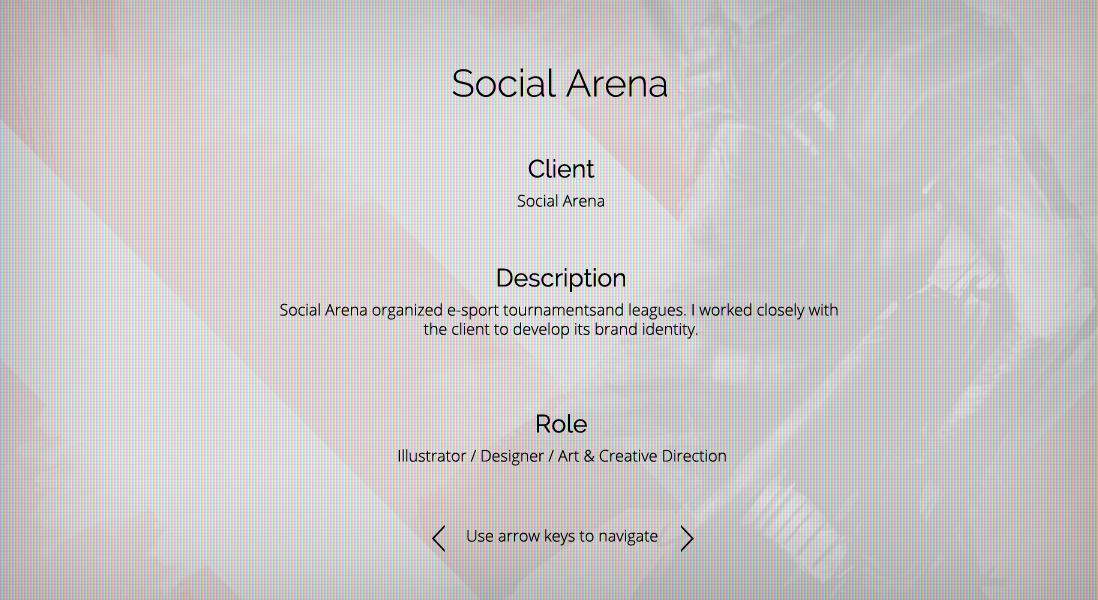 Social Arena
Client
Social Arena
Description
Social Arena organized e-sport tournamentsand leagues. I worked closely with
the client to develop its brand identity.
Role
Illustrator / Designer / Art & Creative Direction
Use arrow keys to navigate